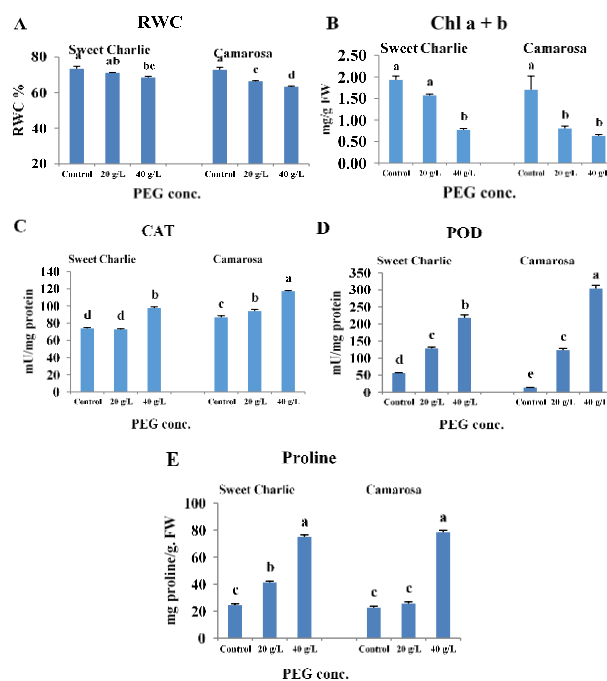 A
RWC
Sweet Charlie
Camarosa
RWC %
80
60
40
20
a
ab
bc
a
c
d
Control
20 g/L
40 g/L
Control
20 g/L
40 g/L
PEG conc.
B
Chl a + b
Sweet Charlie
Camarosa
mg/g FW
2.50
2.00
1.50
1.00
0.50
0.00
a
a
b
a
b
b
Control
20 g/L
40 g/L
Control
20 g/L
40 g/L
PEG conc.
C
CAT
Sweet Charlie
Camarosa
mU/mg protein
140
120
100
80
60
40
20
0
d
d
b
c
b
a
Control
20 g/L
40 g/L
Control
20 g/L
40 g/L
PEG conc.
D
POD
Sweet Charlie
Camarosa
mU/mg protein
350
300
250
200
150
100
50
0
d
c
b
e
c
a
Control
20 g/L
40 g/L
Control
20 g/L
40 g/L
PEG conc.
E
Proline
Sweet Charlie
Camarosa
mg proline/g. FW
100
80
60
40
20
0
c
b
a
c
c
a
Control
20 g/L
40 g/L
Control
20 g/L
40 g/L
PEG conc.